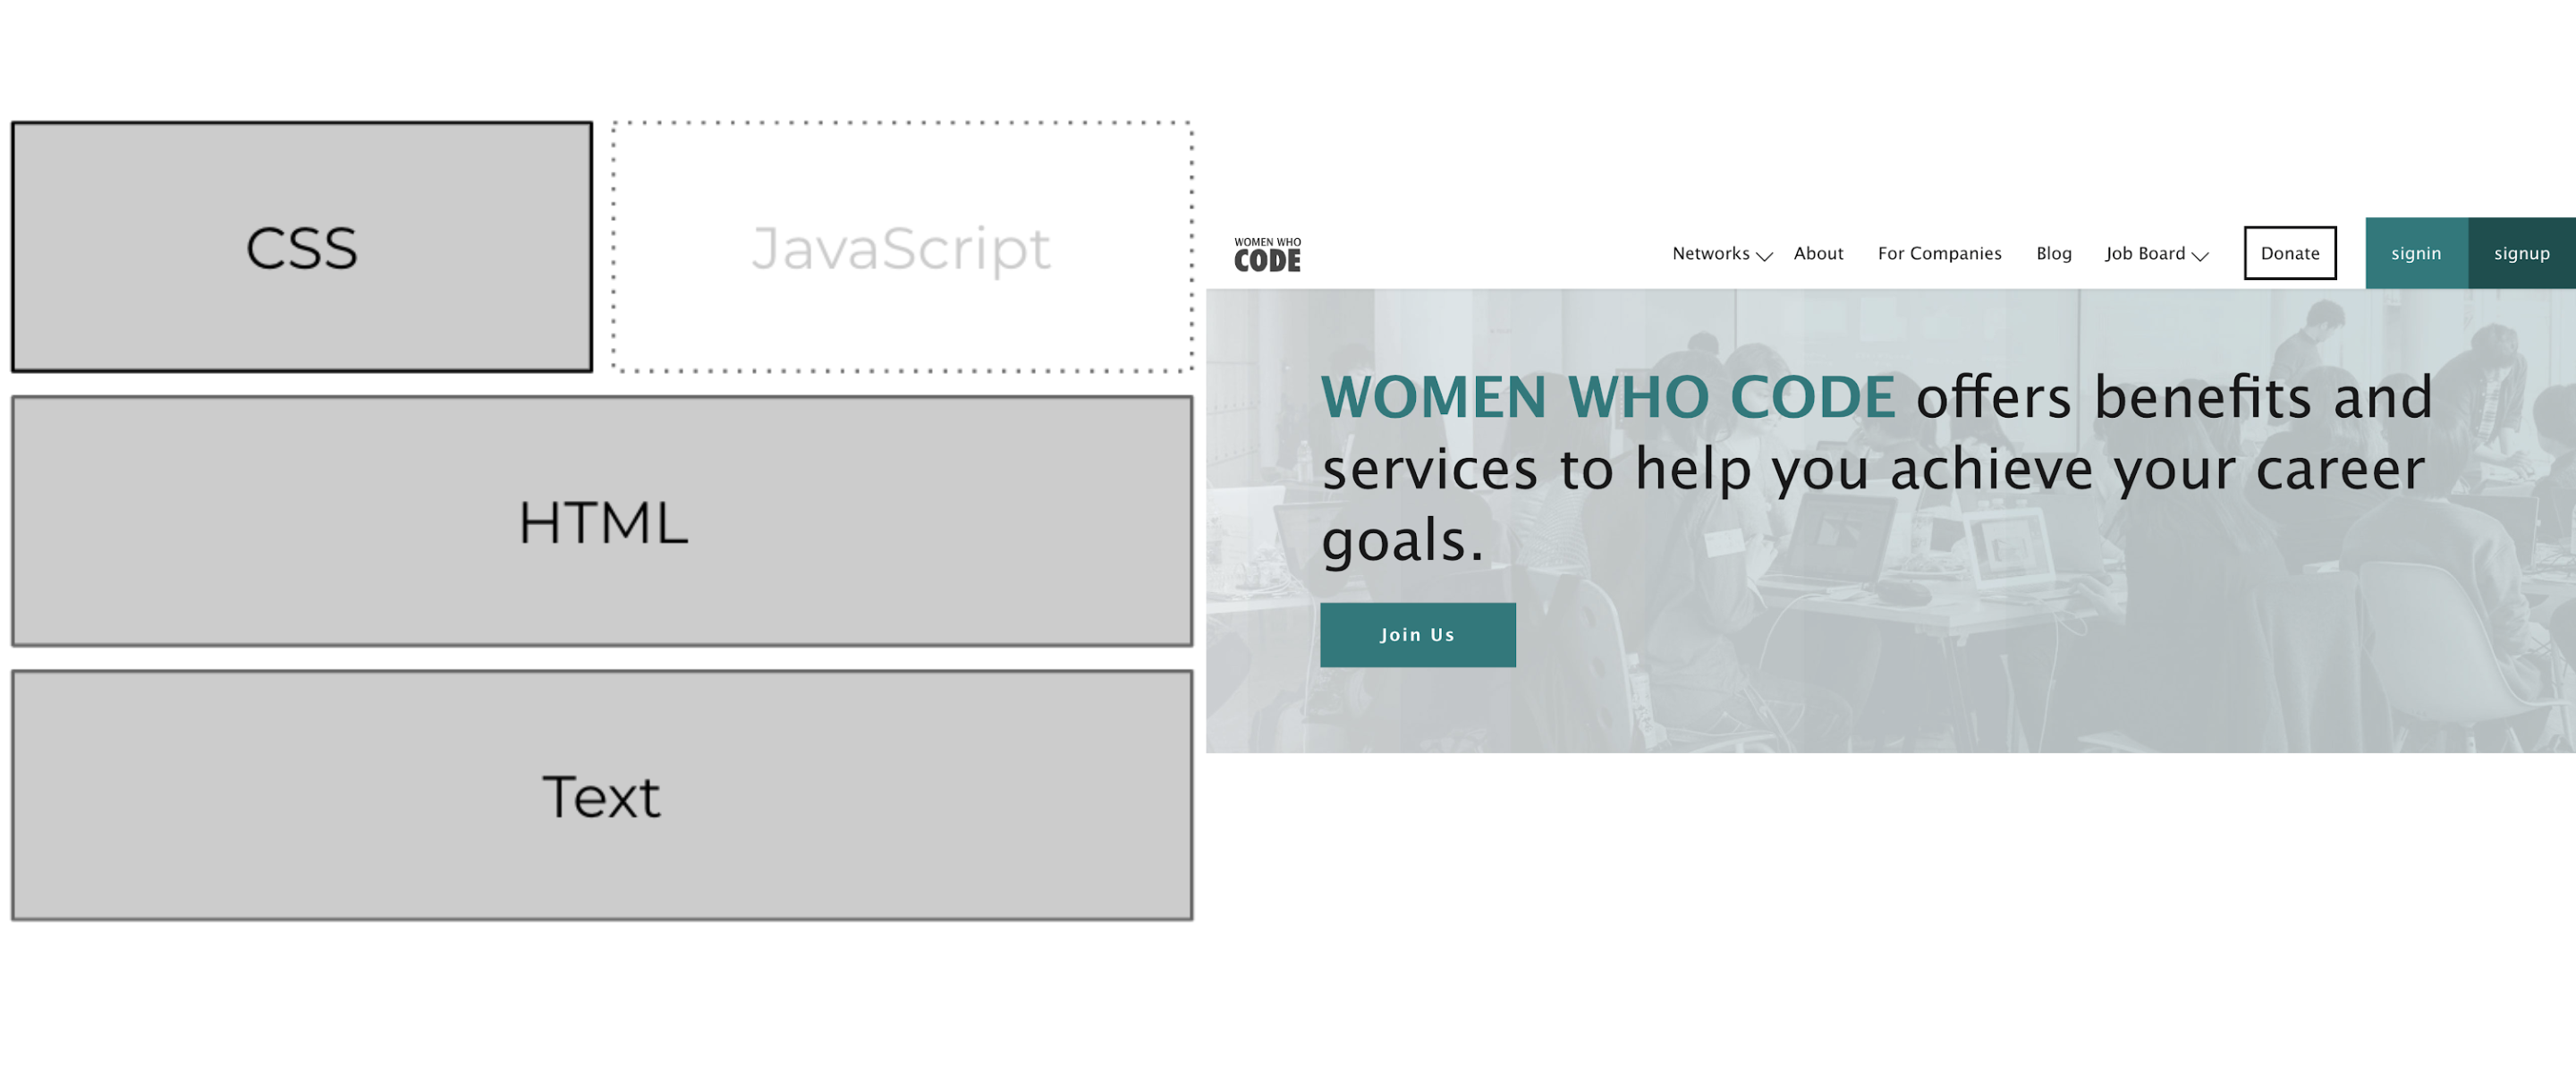 CSS
JavaScript
HTML
Text
WOMEN WHO
CODE
Networks About For Companies Blog Job Board Donate signin signup
WOMEN WHO CODE offers benefits and
services to help you achieve your career
goals.
Join Us